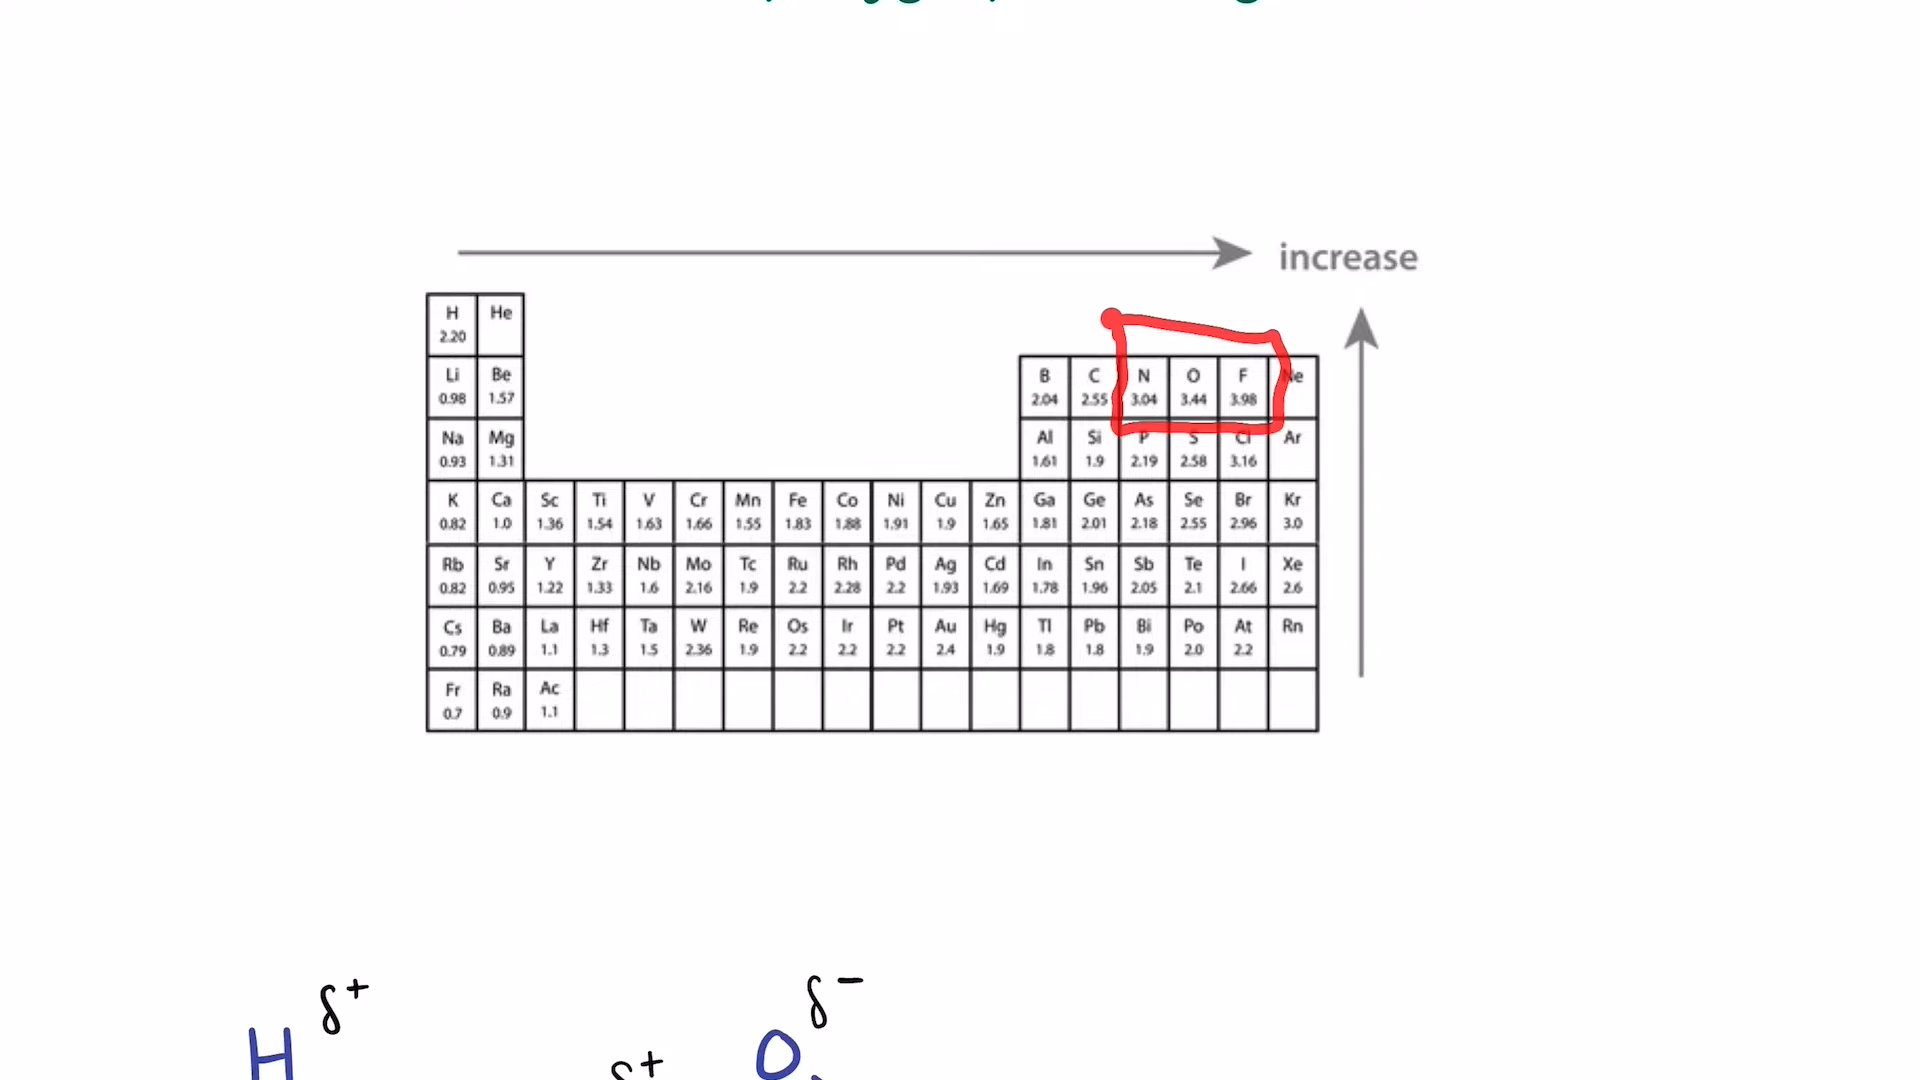 increase
H He
2.20
Li Be B C N O F Ne
0.98 1.57 2.04 2.55 3.04 3.44 3.98
Na Mg Al Si P S Cl Ar
0.93 1.31 1.61 1.9 2.19 2.58 3.16
K Ca Sc Ti V Cr Mn Fe Co Ni Cu Zn Ga Ge As Se Br Kr
0.82 1.0 1.36 1.54 1.63 1.66 1.55 1.83 1.88 1.91 1.9 1.65 1.81 2.01 2.18 2.55 2.96 3.0
Rb Sr Y Zr Nb Mo Tc Ru Rh Pd Ag Cd In Sn Sb Te I Xe
0.82 0.95 1.22 1.33 1.6 2.16 1.9 2.2 2.28 2.2 1.93 1.69 1.78 1.96 2.05 2.1 2.66 2.6
Cs Ba La Hf Ta W Re Os Ir Pt Au Hg Tl Pb Bi Po At Rn
0.79 0.89 1.1 1.3 1.5 2.36 1.9 2.2 2.2 2.2 2.4 1.9 1.8 1.8 1.9 2.0 2.2
Fr Ra Ac
0.7 0.9 1.1
δ+ δ-
H δ+ O